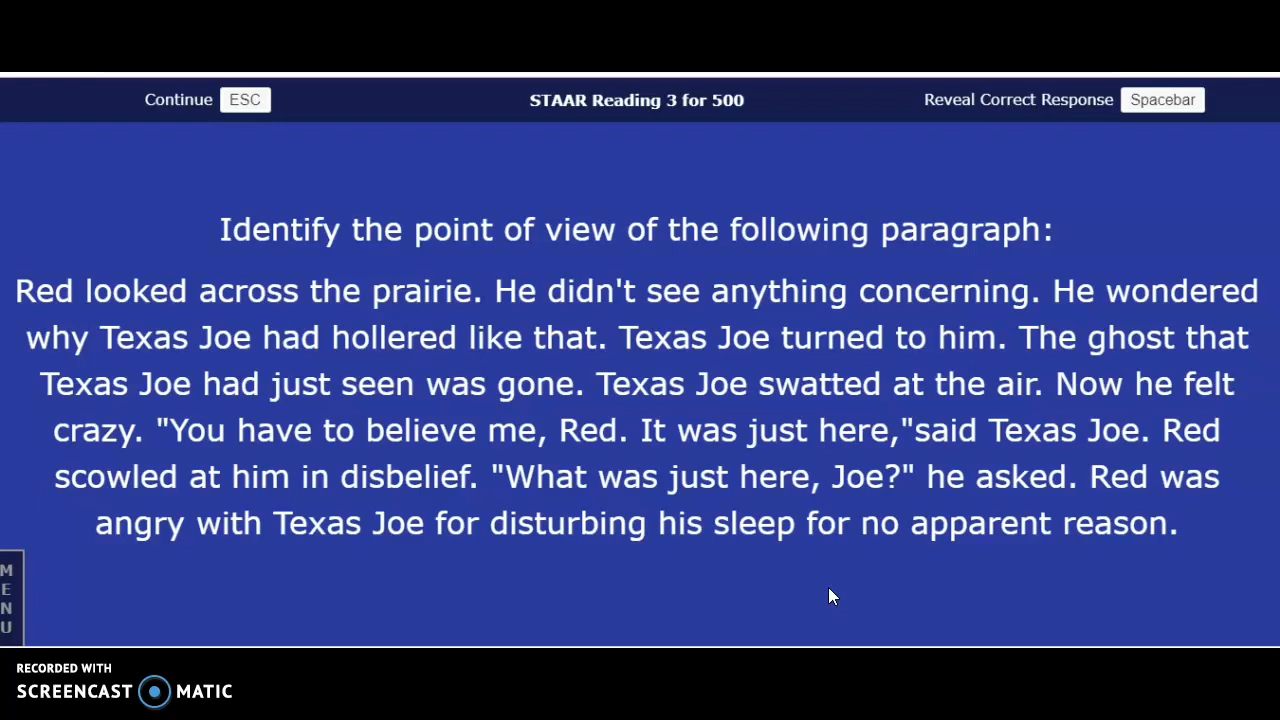 Continue ESC STAAR Reading 3 for 500 Reveal Correct Response Spacebar
Identify the point of view of the following paragraph:
Red looked across the prairie. He didn't see anything concerning. He wondered
why Texas Joe had hollered like that. Texas Joe turned to him. The ghost that
Texas Joe had just seen was gone. Texas Joe swatted at the air. Now he felt
crazy. "You have to believe me, Red. It was just here,"said Texas Joe. Red
scowled at him in disbelief. "What was just here, Joe?" he asked. Red was
angry with Texas Joe for disturbing his sleep for no apparent reason.
MENU
RECORDED WITH
SCREENCAST MATIC